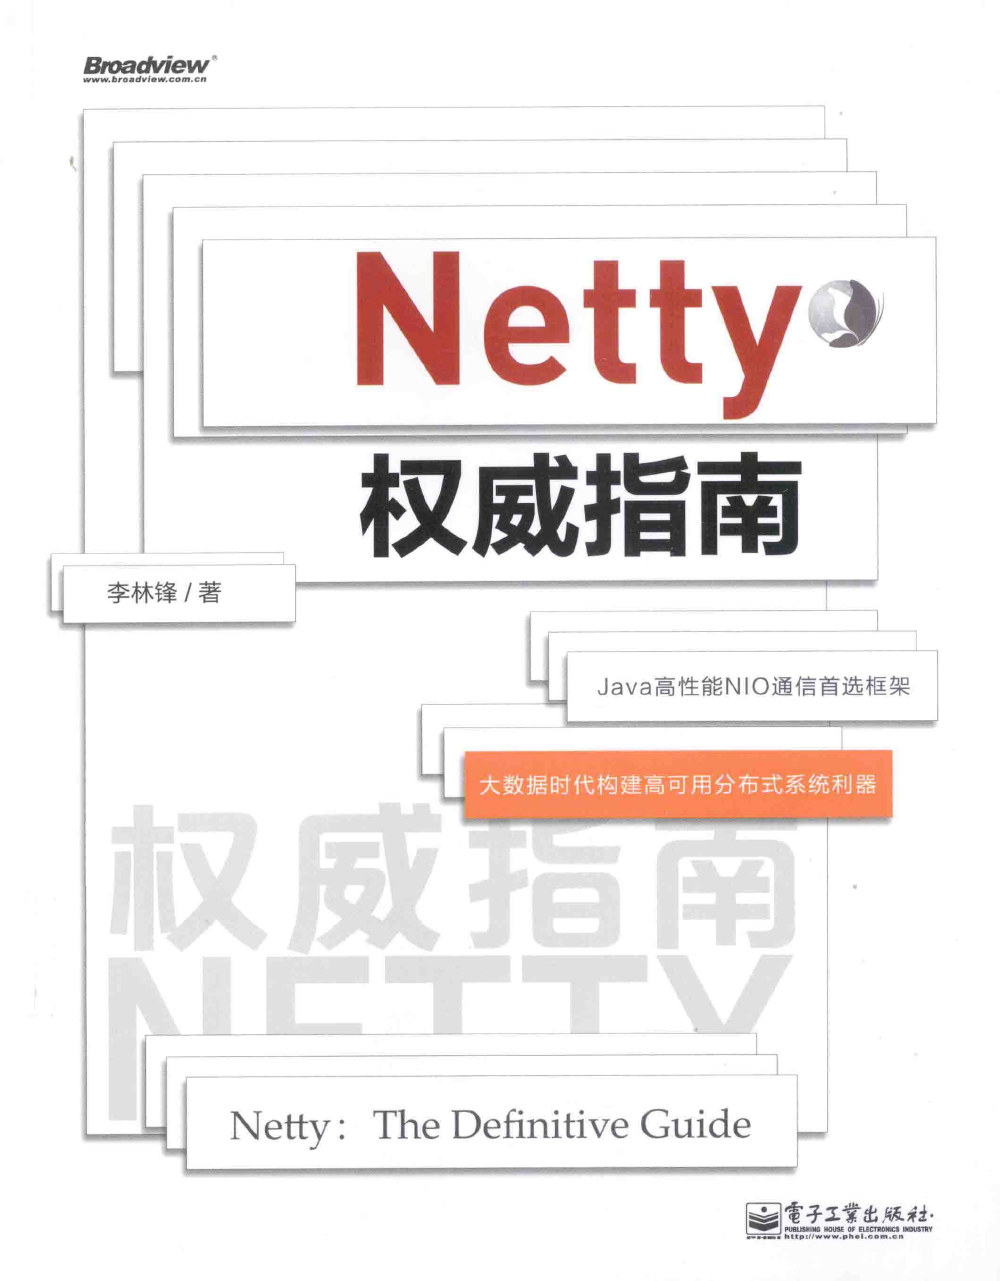 Broadview®
www.broadview.com.cn
Netty
权威指南
李林锋 / 著
Java高性能NIO通信首选框架
大数据时代构建高可用分布式系统利器
权威指南
NETTY
Netty： The Definitive Guide
電子工業出版社·
PUBLISHING HOUSE OF ELECTRONICS INDUSTRY
http://www.phei.com.cn